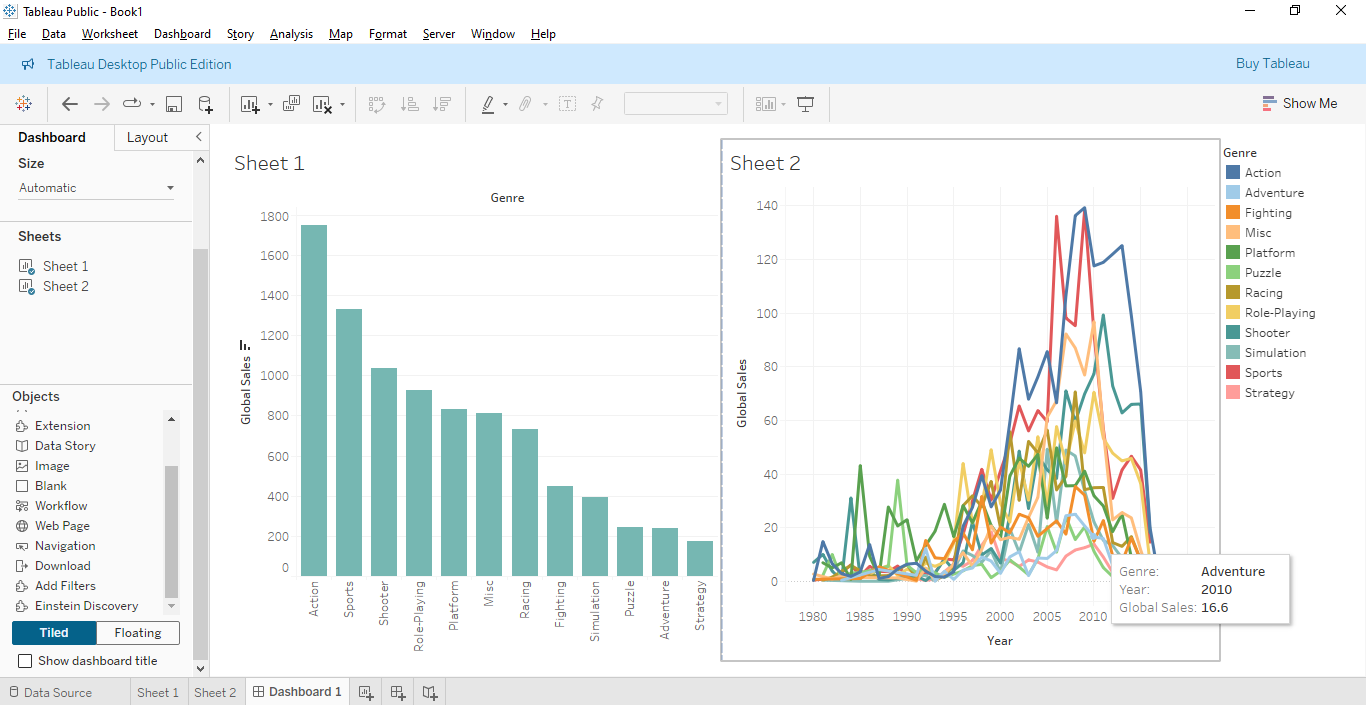 Tableau Public - Book1
File Data Worksheet Dashboard Story Analysis Map Format Server Window Help
Tableau Desktop Public Edition Buy Tableau
Show Me
Dashboard Layout
Size
Automatic
Sheets
Sheet 1
Sheet 2
Objects
Extension
Data Story
Image
Blank
Workflow
Web Page
Navigation
Download
Add Filters
Einstein Discovery
Tiled Floating
Show dashboard title
Sheet 1
Genre
Global Sales
1800
1600
1400
1200
1000
800
600
400
200
0
Action
Sports
Shooter
Role-Playing
Platform
Misc
Racing
Fighting
Simulation
Puzzle
Adventure
Strategy
Sheet 2
Global Sales
140
120
100
80
60
40
20
0
1980 1985 1990 1995 2000 2005 2010
Year
Genre: Adventure
Year: 2010
Global Sales: 16.6
Genre
Action
Adventure
Fighting
Misc
Platform
Puzzle
Racing
Role-Playing
Shooter
Simulation
Sports
Strategy
Data Source Sheet 1 Sheet 2 Dashboard 1